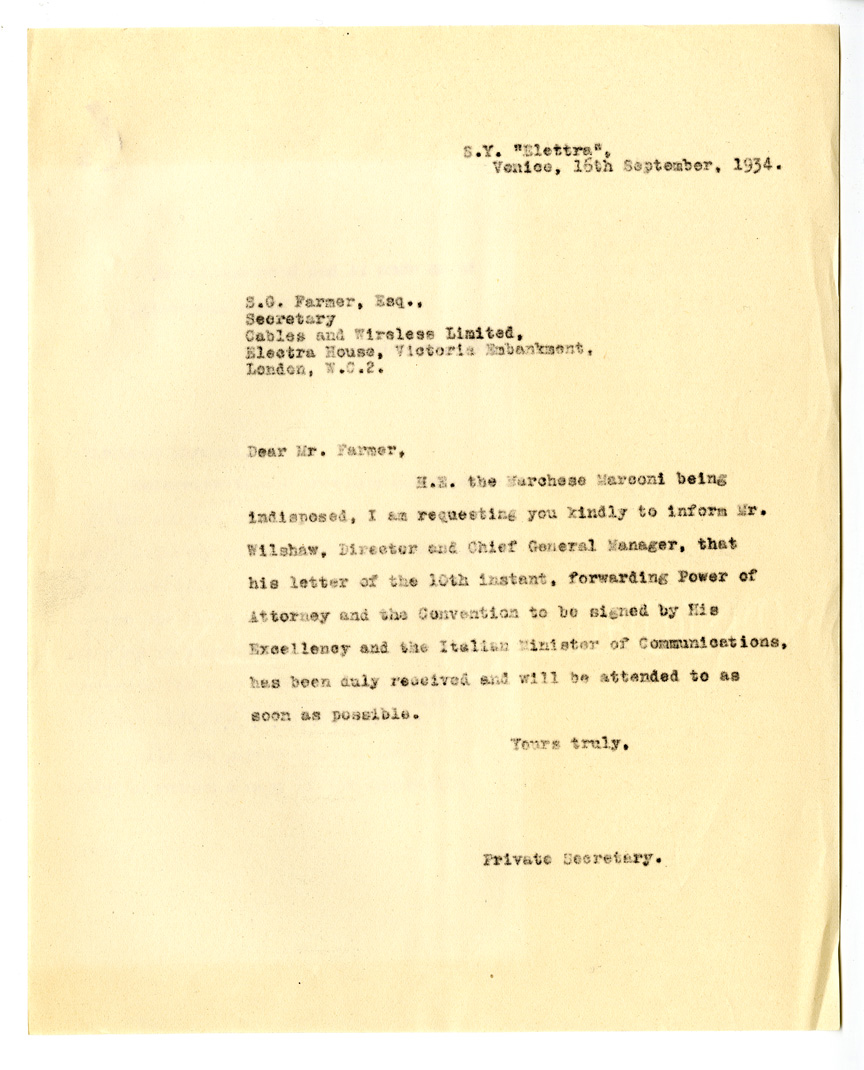 S.Y. "Elettra",
Venice, 16th September, 1934.
S.G. Farmer, Esq.,
Secretary
Cables and Wireless Limited,
Electra House, Victoria Embankment,
London, W.C.2.
Dear Mr. Farmer,
H.E. the Marchese Marconi being
indisposed, I am requesting you kindly to inform Mr.
Wilshaw, Director and Chief General Manager, that
his letter of the 10th instant, forwarding Power of
Attorney and the Convention to be signed by His
Excellency and the Italian Minister of Communications,
has been duly received and will be attended to as
soon as possible.
Yours truly,
Private Secretary.